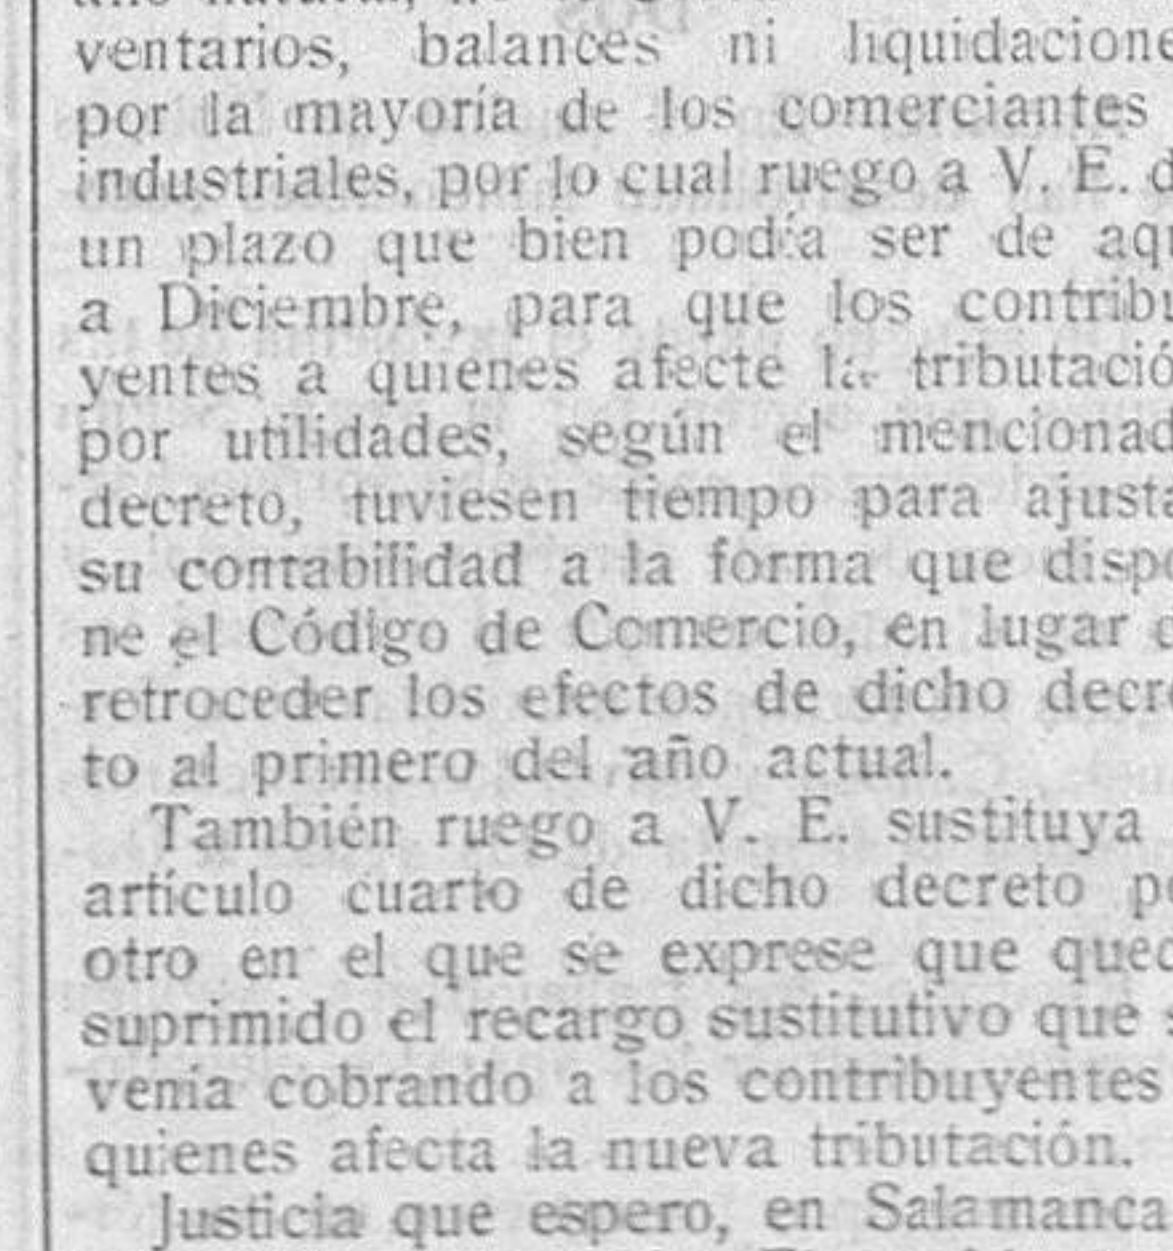 ventarios, balances ni liquidacione
por la mayoría de los comerciantes
industriales, por lo cual ruego a V. E. d
un plazo que bien podía ser de aqu
a Diciembre, para que los contribu
yentes a quienes afecte la tributació
por utilidades, según el mencionad
decreto, tuviesen tiempo para ajusta
su contabilidad a la forma que dispo
ne el Código de Comercio, en lugar d
retroceder los efectos de dicho decre
to al primero del año actual.
También ruego a V. E. sustituya
artículo cuarto de dicho decreto po
otro en el que se exprese que qued
suprimido el recargo sustitutivo que s
venía cobrando a los contribuyentes
quienes afecta la nueva tributación.
Justicia que espero, en Salamanca